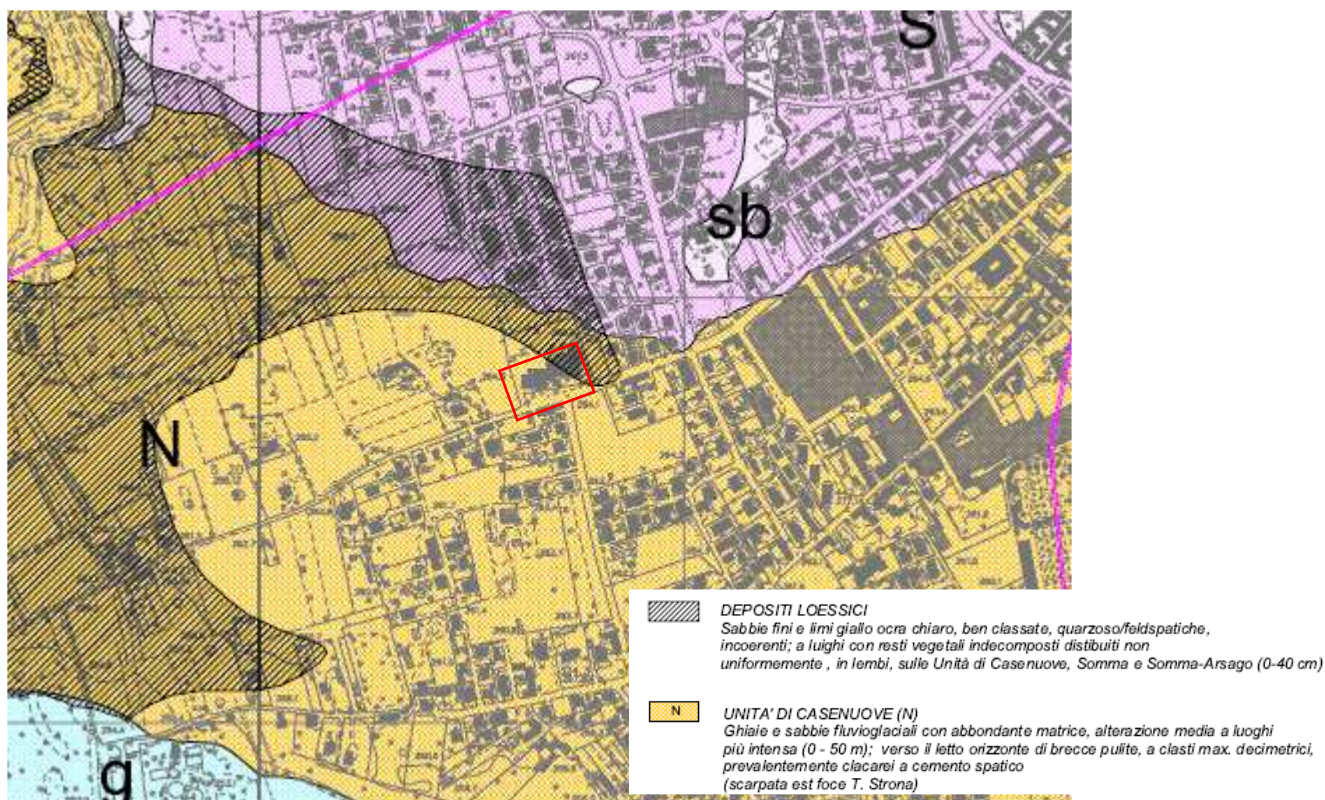 S
sb
N
g
DEPOSITI LOESSICI
Sabbie fini e limi giallo ocra chiaro, ben classate, quarzoso/feldspatiche,
incoerenti; a luighi con resti vegetali indecomposti distibuiti non
uniformemente , in lembi, sulle Unità di Casenuove, Somma e Somma-Arsago (0-40 cm)
N
UNITA' DI CASENUOVE (N)
Ghiaie e sabbie fluvioglaciali con abbondante matrice, alterazione media a luoghi
più intensa (0 - 50 m); verso il letto orizzonte di brecce pulite, a clasti max. decimetrici,
prevalentemente clacarei a cemento spatico
(scarpata est foce T. Strona)